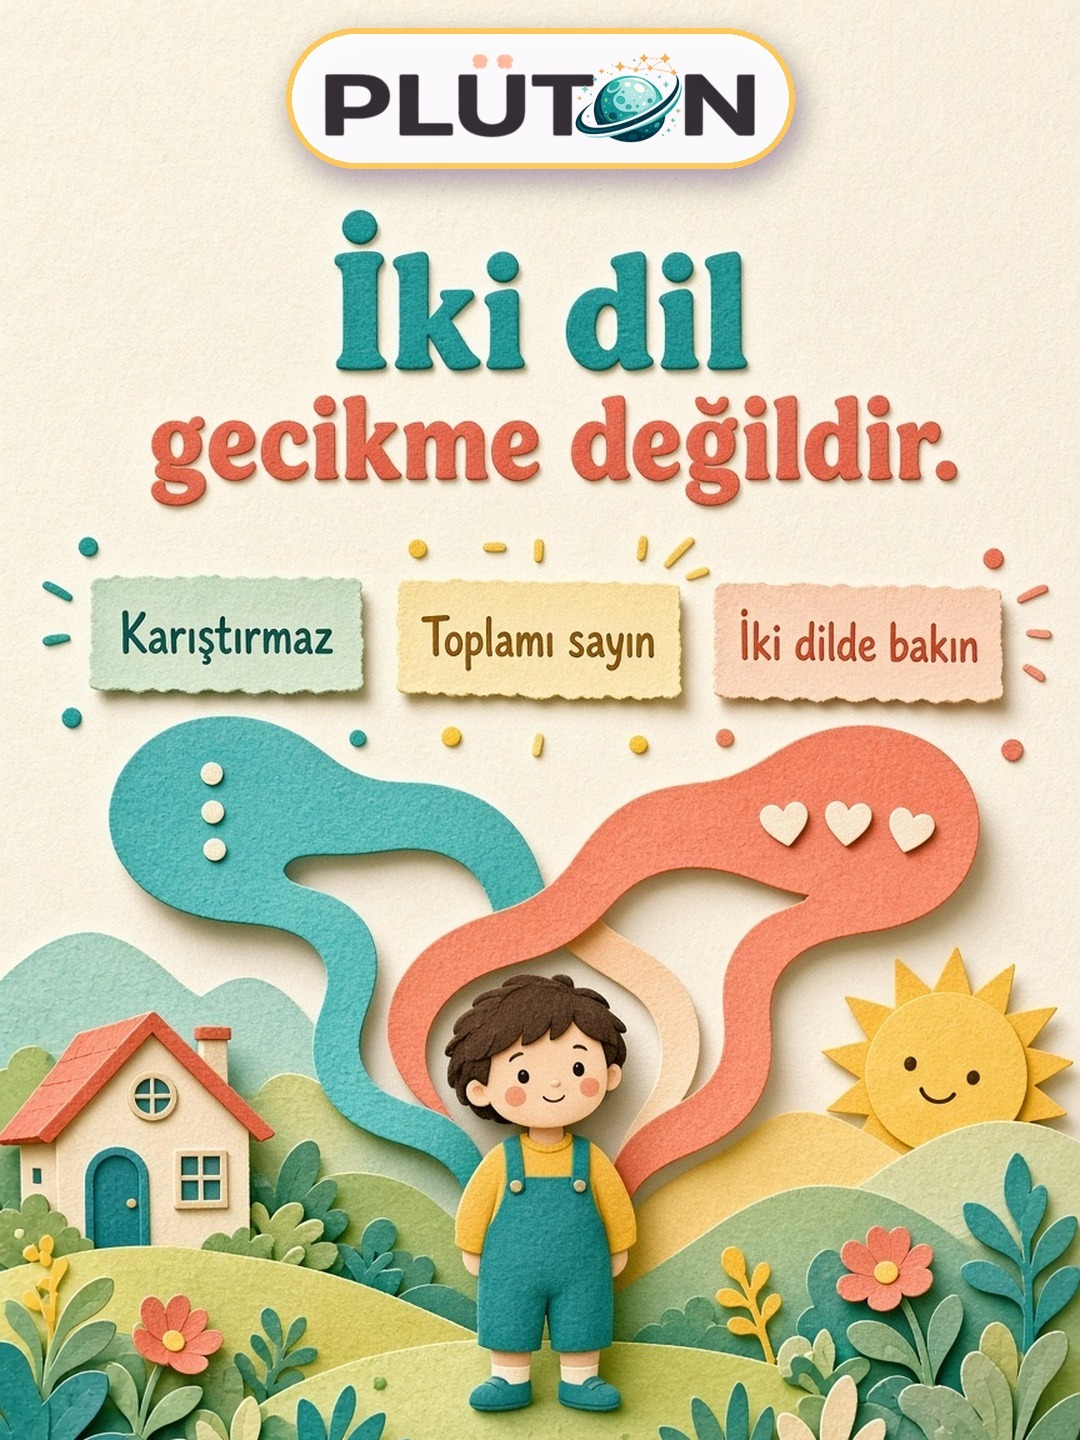 PLÜTON
İki dil
gecikme değildir.
Karıştırmaz
Toplamı sayın
İki dilde bakın